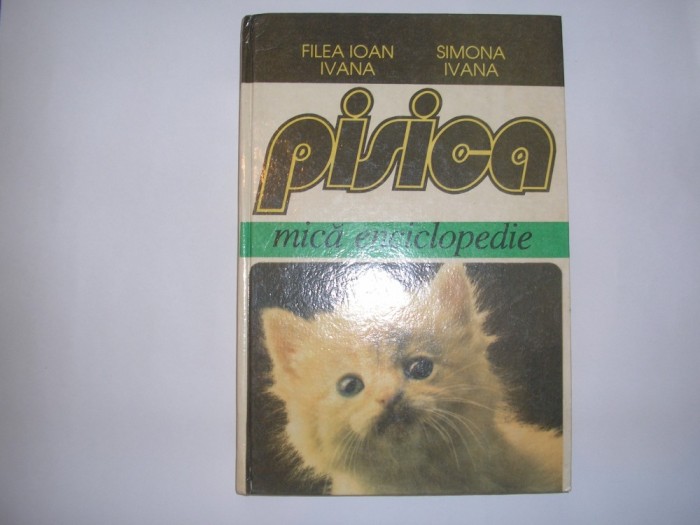 FILEA IOAN SIMONA
IVANA IVANA
pisica
mică enciclopedie